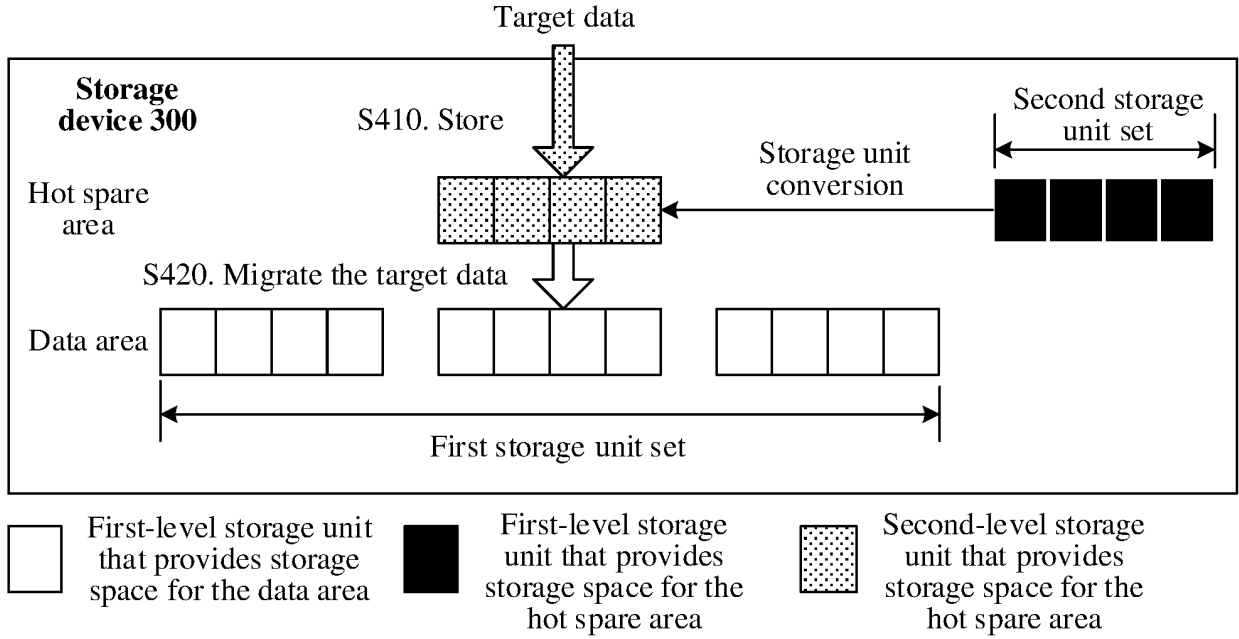 Target data
Storage
device 300
S410. Store
Second storage
unit set
Storage unit
conversion
Hot spare
area
S420. Migrate the target data
Data area
First storage unit set
First-level storage unit
that provides storage
space for the data area
First-level storage
unit that provides
storage space for the
hot spare area
Second-level storage
unit that provides
storage space for the
hot spare area